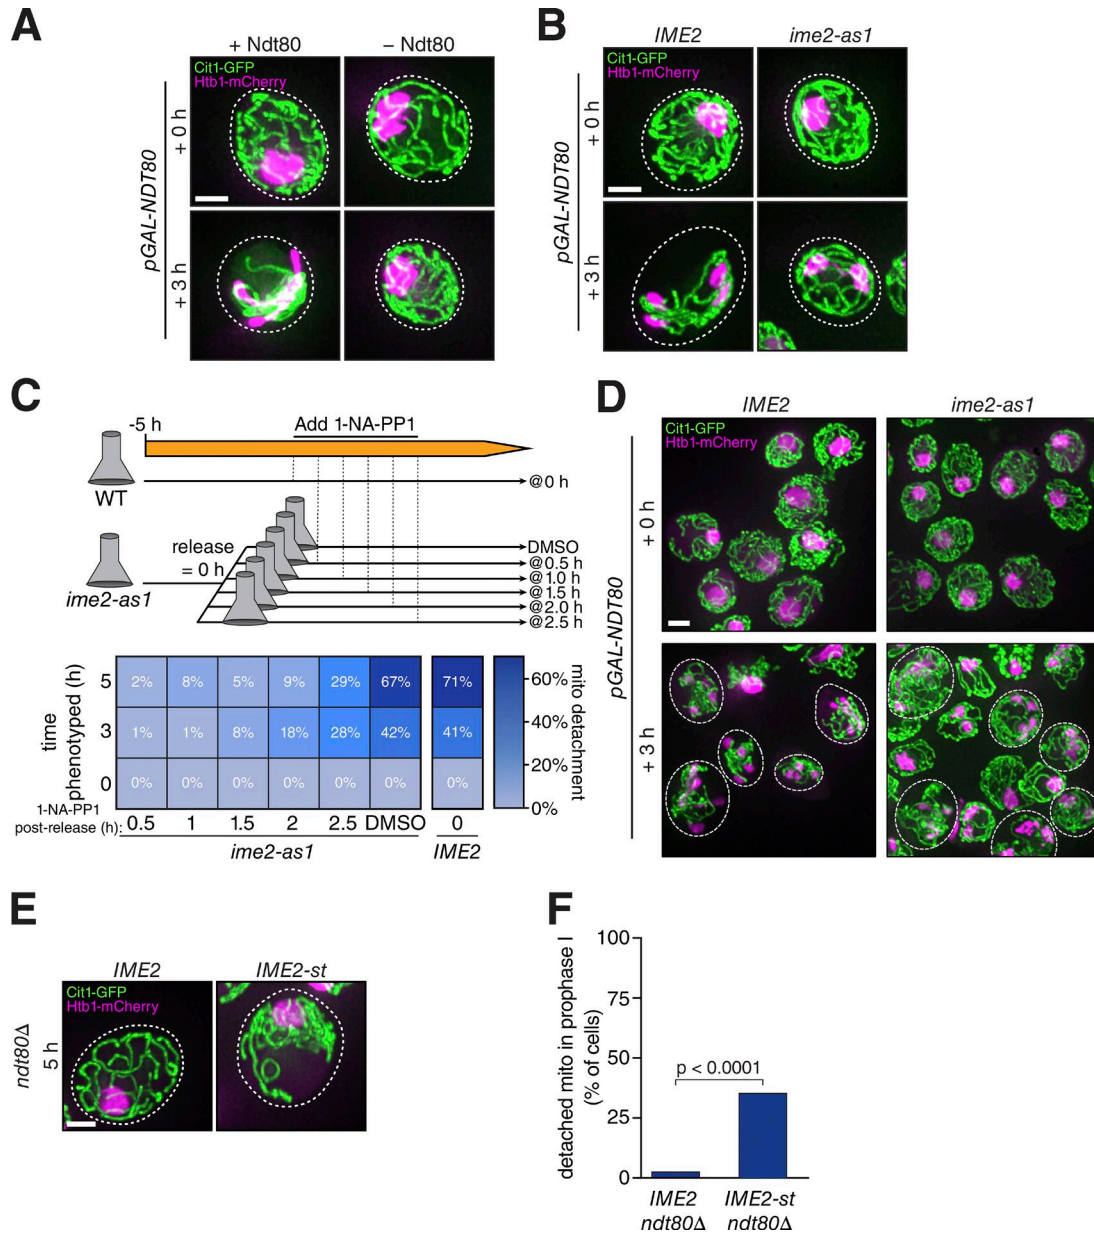 A
+ Ndt80
– Ndt80
Cit1-GFP
Htb1-mCherry
pGAL-NDT80
+ 0 h
+ 3 h
B
IME2
ime2-as1
Cit1-GFP
Htb1-mCherry
pGAL-NDT80
+ 0 h
+ 3 h
C
-5 h
Add 1-NA-PP1
WT
@0 h
release
= 0 h
ime2-as1
DMSO
@0.5 h
@1.0 h
@1.5 h
@2.0 h
@2.5 h
time
phenotyped (h)
5
2%
8%
5%
9%
29%
67%
71%
3
1%
1%
8%
18%
28%
42%
41%
0
0%
0%
0%
0%
0%
0%
0%
60%
40%
20%
0%
mito detachment
1-NA-PP1
post-release (h):
0.5
1
1.5
2
2.5
DMSO
0
ime2-as1
IME2
D
IME2
ime2-as1
Cit1-GFP
Htb1-mCherry
pGAL-NDT80
+ 0 h
+ 3 h
E
IME2
IME2-st
Cit1-GFP
Htb1-mCherry
ndt80Δ
5 h
F
detached mito in prophase I
(% of cells)
100
75
50
25
0
p < 0.0001
IME2
ndt80Δ
IME2-st
ndt80Δ